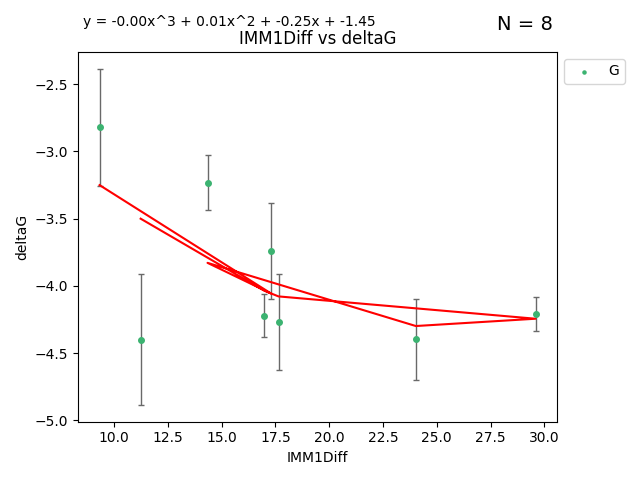 y = -0.00x^3 + 0.01x^2 + -0.25x + -1.45
N = 8
IMM1Diff vs deltaG
G
−2.5
−3.0
−3.5
−4.0
−4.5
−5.0
deltaG
10.0 12.5 15.0 17.5 20.0 22.5 25.0 27.5 30.0
IMM1Diff